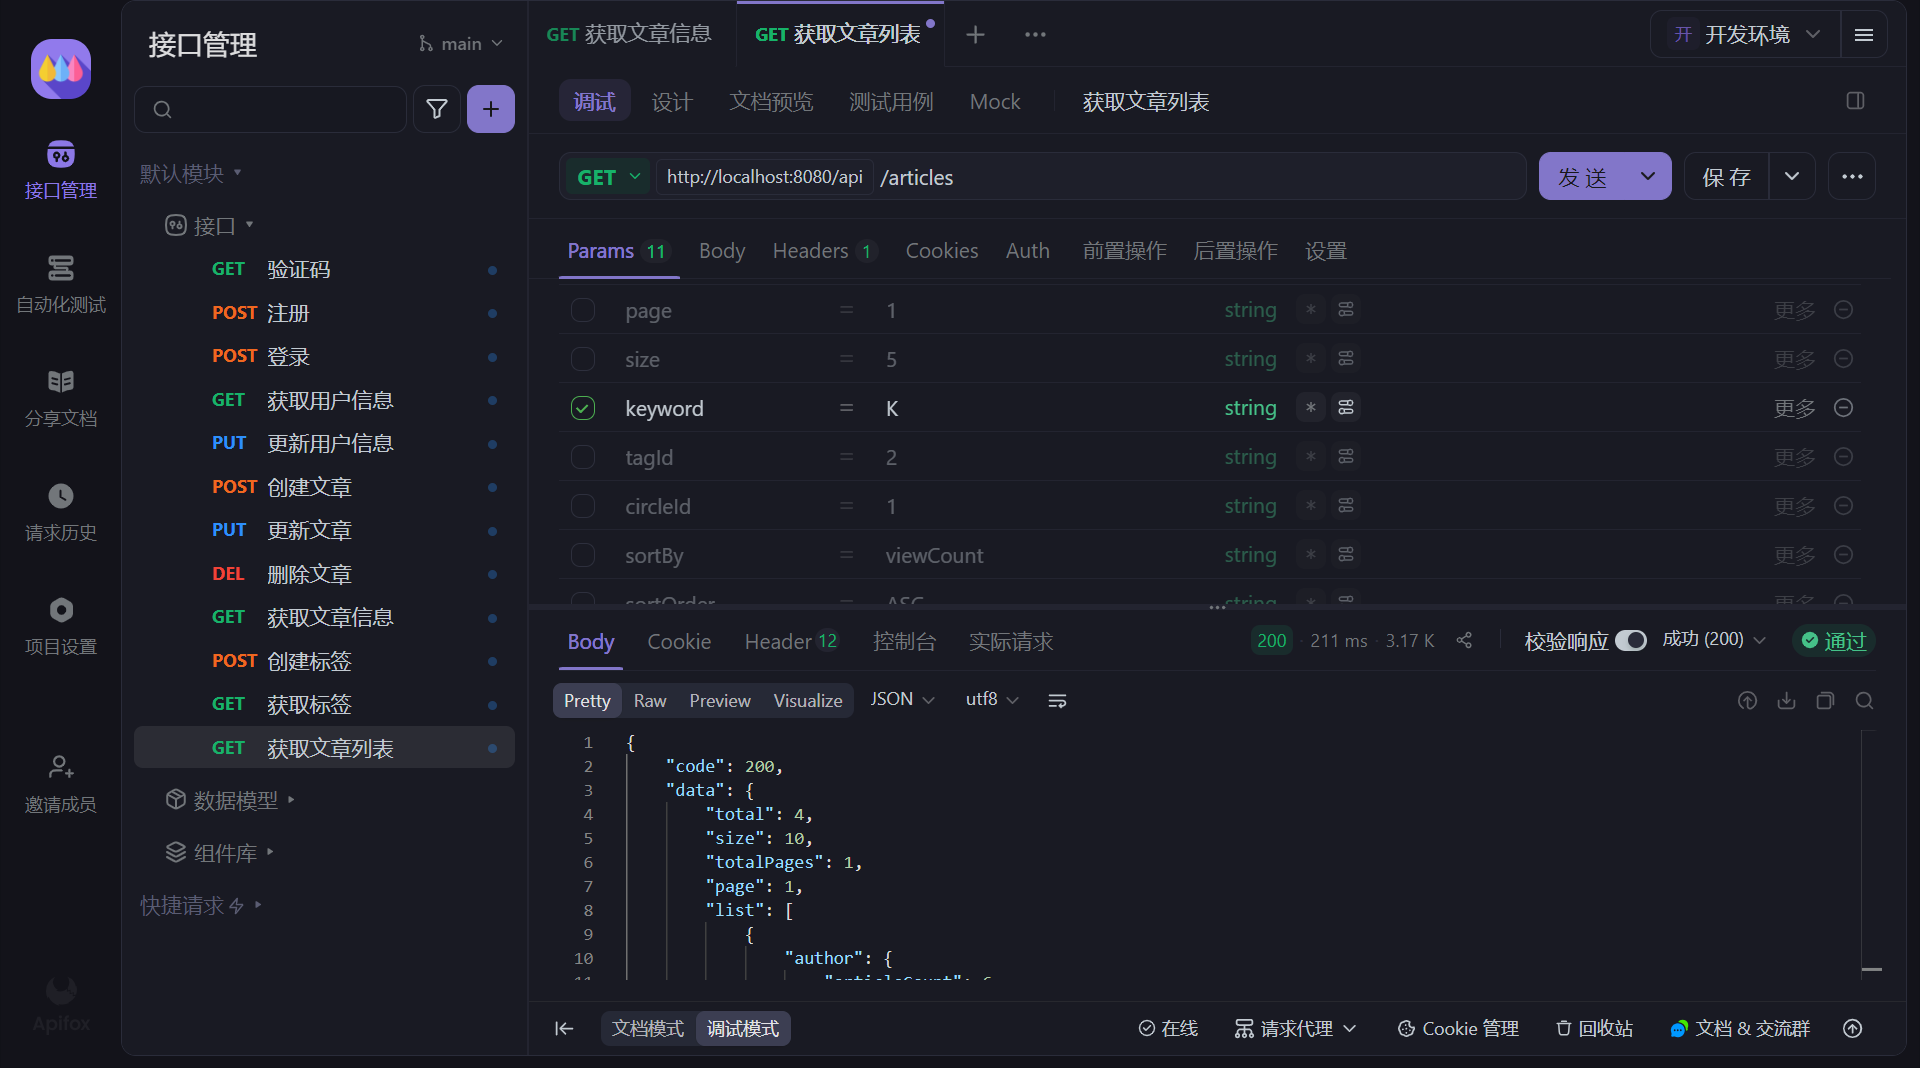 接口管理
自动化测试
分享文档
请求历史
项目设置
邀请成员
Apifox
接口管理
main
默认模块
接口
GET 验证码
POST 注册
POST 登录
GET 获取用户信息
PUT 更新用户信息
POST 创建文章
PUT 更新文章
DEL 删除文章
GET 获取文章信息
POST 创建标签
GET 获取标签
GET 获取文章列表
数据模型
组件库
快捷请求
GET 获取文章信息
GET 获取文章列表
开 开发环境
调试 设计 文档预览 测试用例 Mock 获取文章列表
GET http://localhost:8080/api /articles 发 送 保 存
Params 11 Body Headers 1 Cookies Auth 前置操作 后置操作 设置
page = 1 string * 更多
size = 5 string * 更多
keyword = K string * 更多
tagId = 2 string * 更多
circleId = 1 string * 更多
sortBy = viewCount string * 更多
sortOrder = ASC string * 更多
Body Cookie Header 12 控制台 实际请求 200 · 211 ms · 3.17 K 校验响应 成功 (200) 通过
Pretty Raw Preview Visualize JSON utf8
1 {
2 "code": 200,
3 "data": {
4 "total": 4,
5 "size": 10,
6 "totalPages": 1,
7 "page": 1,
8 "list": [
9 {
10 "author": {
11 "articleCount": 6
文档模式 调试模式 在线 请求代理 Cookie 管理 回收站 文档 & 交流群